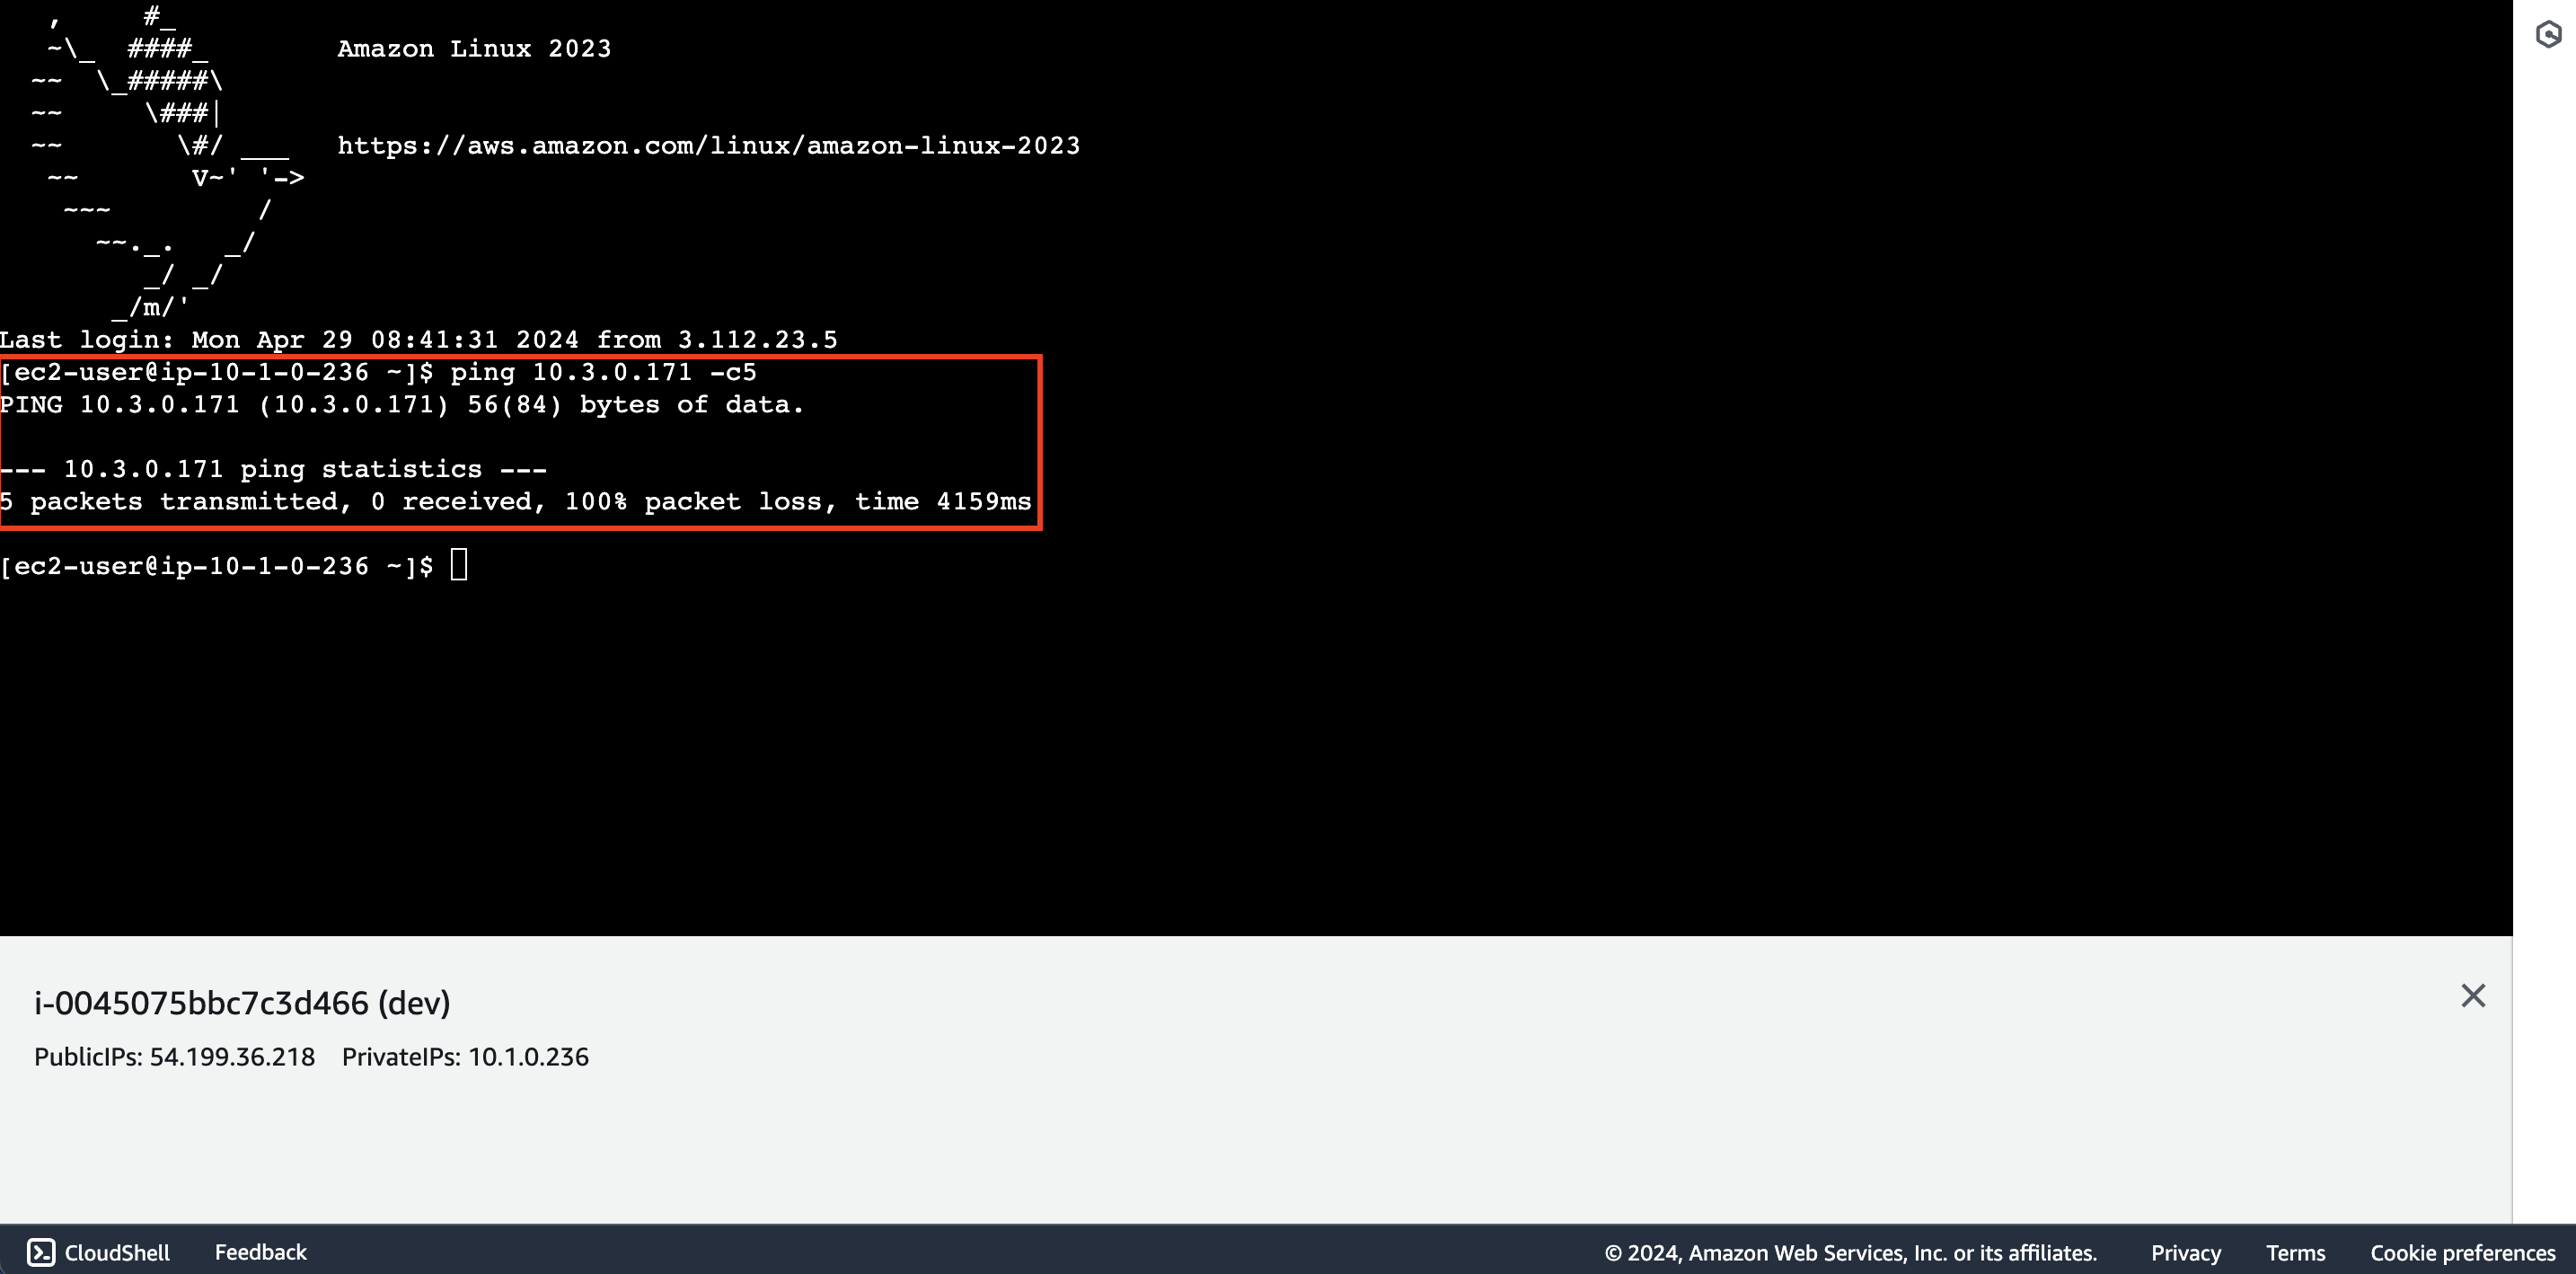 ,     #_
   ~\_  ####_        Amazon Linux 2023
  ~~  \_#####\
  ~~     \###|
  ~~       \#/ ___   https://aws.amazon.com/linux/amazon-linux-2023
   ~~       V~' '->
    ~~~         /
      ~~._.   _/
         _/ _/
       _/m/'
Last login: Mon Apr 29 08:41:31 2024 from 3.112.23.5
[ec2-user@ip-10-1-0-236 ~]$ ping 10.3.0.171 -c5
PING 10.3.0.171 (10.3.0.171) 56(84) bytes of data.
--- 10.3.0.171 ping statistics ---
5 packets transmitted, 0 received, 100% packet loss, time 4159ms
[ec2-user@ip-10-1-0-236 ~]$
i-0045075bbc7c3d466 (dev)
PublicIPs: 54.199.36.218 PrivateIPs: 10.1.0.236
CloudShell Feedback © 2024, Amazon Web Services, Inc. or its affiliates. Privacy Terms Cookie preferences